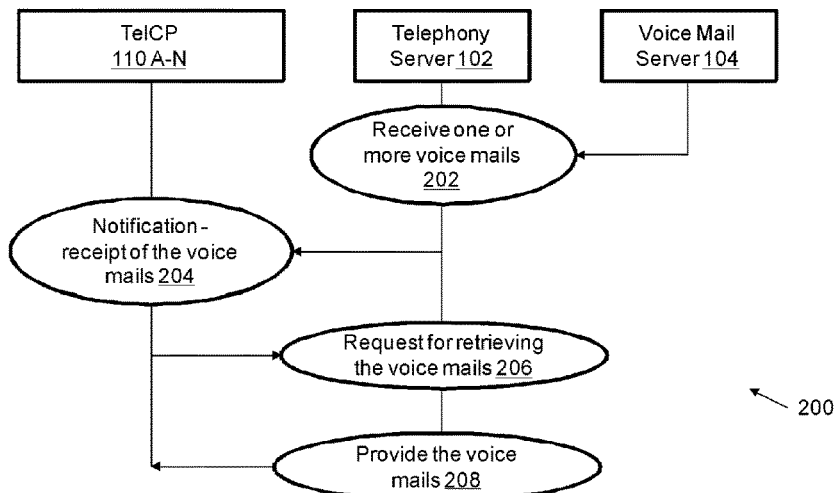 TelCP
110 A-N
Telephony
Server 102
Voice Mail
Server 104
Receive one or
more voice mails
202
Notification -
receipt of the voice
mails 204
Request for retrieving
the voice mails 206
200
Provide the voice
mails 208